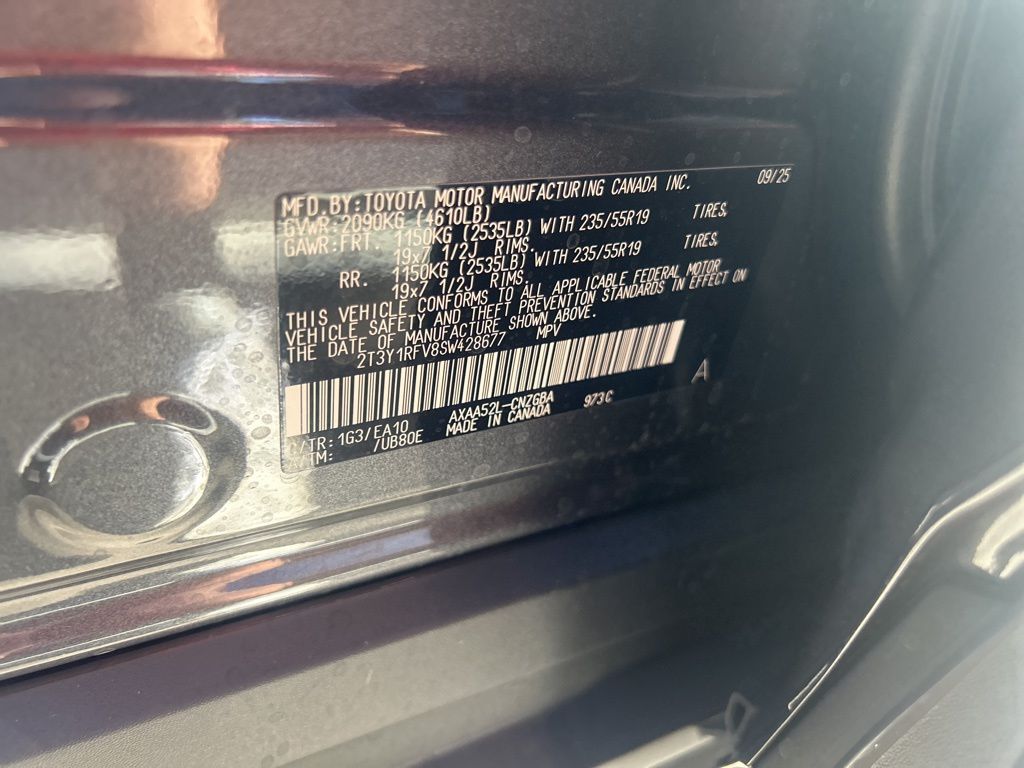 MFD.BY:TOYOTA MOTOR MANUFACTURING CANADA INC. 09/25
GVWR:2090KG (4610LB)
GAWR:FRT. 1150KG (2535LB) WITH 235/55R19 TIRES,
19x7 1/2J RIMS.
RR. 1150KG (2535LB) WITH 235/55R19 TIRES,
19x7 1/2J RIMS.
THIS VEHICLE CONFORMS TO ALL APPLICABLE FEDERAL MOTOR
VEHICLE SAFETY AND THEFT PREVENTION STANDARDS IN EFFECT ON
THE DATE OF MANUFACTURE SHOWN ABOVE.
2T3Y1RFV8SW428677 MPV
A
C/TR: 1G3/EA10 AXAA52L-CNZGBA 973C
/TM: /UB80E MADE IN CANADA